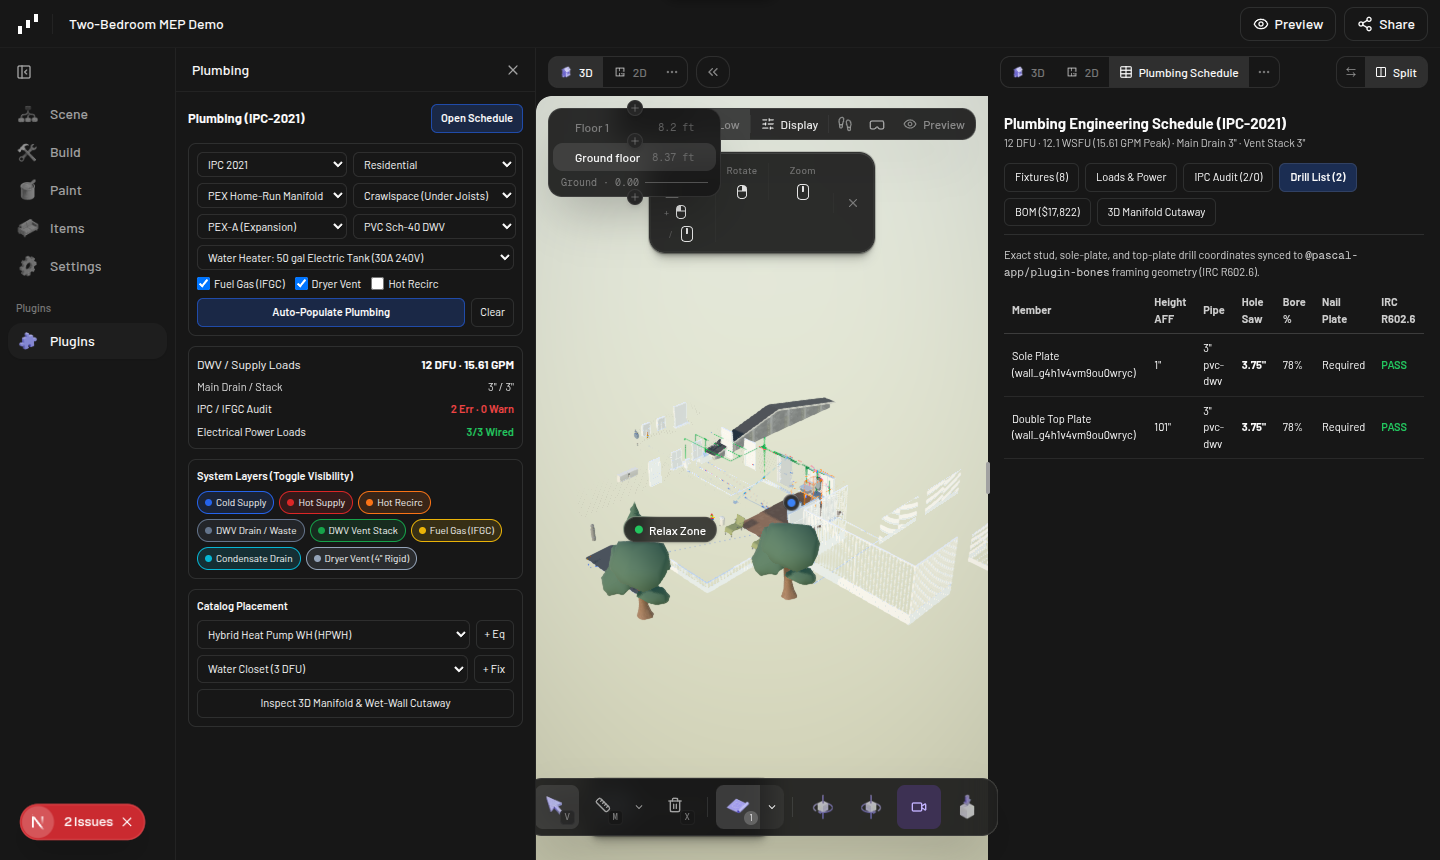 Two-Bedroom MEP Demo
Preview
Share
Scene
Build
Paint
Items
Settings
Plugins
Plugins
2 Issues
Plumbing
Plumbing (IPC-2021)
Open Schedule
IPC 2021
Residential
PEX Home-Run Manifold
Crawlspace (Under Joists)
PEX-A (Expansion)
PVC Sch-40 DWV
Water Heater: 50 gal Electric Tank (30A 240V)
Fuel Gas (IFGC)
Dryer Vent
Hot Recirc
Auto-Populate Plumbing
Clear
DWV / Supply Loads
12 DFU · 15.61 GPM
Main Drain / Stack
3" / 3"
IPC / IFGC Audit
2 Err · 0 Warn
Electrical Power Loads
3/3 Wired
System Layers (Toggle Visibility)
Cold Supply
Hot Supply
Hot Recirc
DWV Drain / Waste
DWV Vent Stack
Fuel Gas (IFGC)
Condensate Drain
Dryer Vent (4" Rigid)
Catalog Placement
Hybrid Heat Pump WH (HPWH)
+ Eq
Water Closet (3 DFU)
+ Fix
Inspect 3D Manifold & Wet-Wall Cutaway
3D
2D
Floor 1
8.2 ft
Ground floor
8.37 ft
Ground · 0.00
Low
Display
Preview
Rotate
Zoom
+
/
Relax Zone
V
M
X
1
3D
2D
Plumbing Schedule
Split
Plumbing Engineering Schedule (IPC-2021)
12 DFU · 12.1 WSFU (15.61 GPM Peak) · Main Drain 3" · Vent Stack 3"
Fixtures (8)
Loads & Power
IPC Audit (2/0)
Drill List (2)
BOM ($17,822)
3D Manifold Cutaway
Exact stud, sole-plate, and top-plate drill coordinates synced to @pascal-
app/plugin-bones framing geometry (IRC R602.6).
Member
Height
AFF
Pipe
Hole
Saw
Bore
%
Nail
Plate
IRC
R602.6
Sole Plate
(wall_g4h1v4vm9ou0wryc)
1"
3"
pvc-
dwv
3.75"
78%
Required
PASS
Double Top Plate
(wall_g4h1v4vm9ou0wryc)
101"
3"
pvc-
dwv
3.75"
78%
Required
PASS